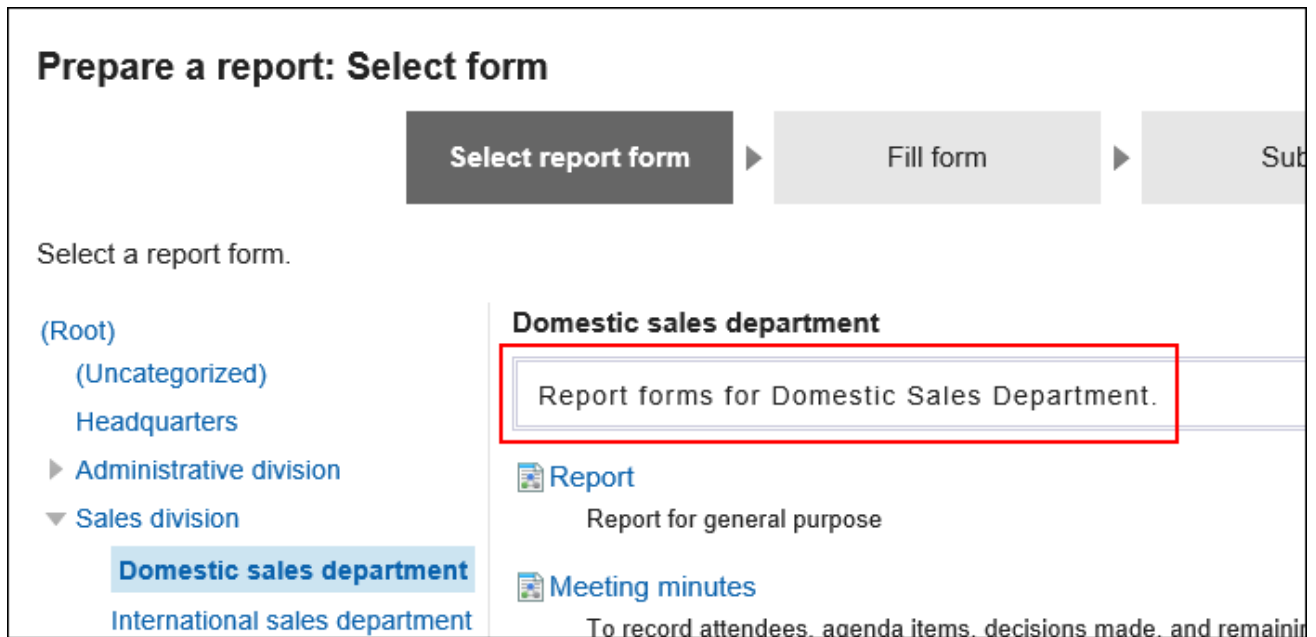 Prepare a report: Select form
Select report form
Fill form
Select a report form.
(Root)
(Uncategorized)
Headquarters
Administrative division
Sales division
Domestic sales department
International sales department
Domestic sales department
Report forms for Domestic Sales Department.
Report
Report for general purpose
Meeting minutes
To record attendees, agenda items, decisions made, and